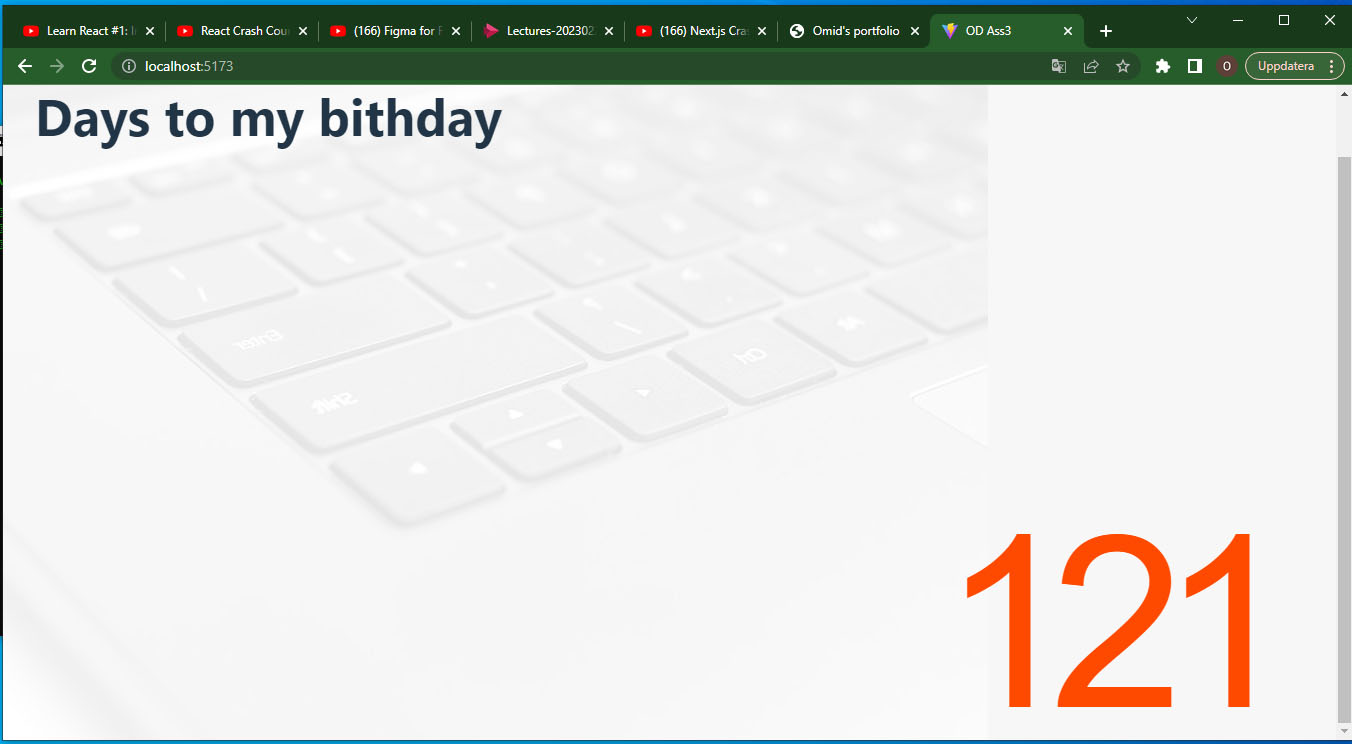 Learn React #1: I
React Crash Cou
(166) Figma for F
Lectures-202302
(166) Next.js Cra
Omid's portfolio
OD Ass3
localhost:5173
O
Uppdatera
Days to my bithday
Enter
Shift
121